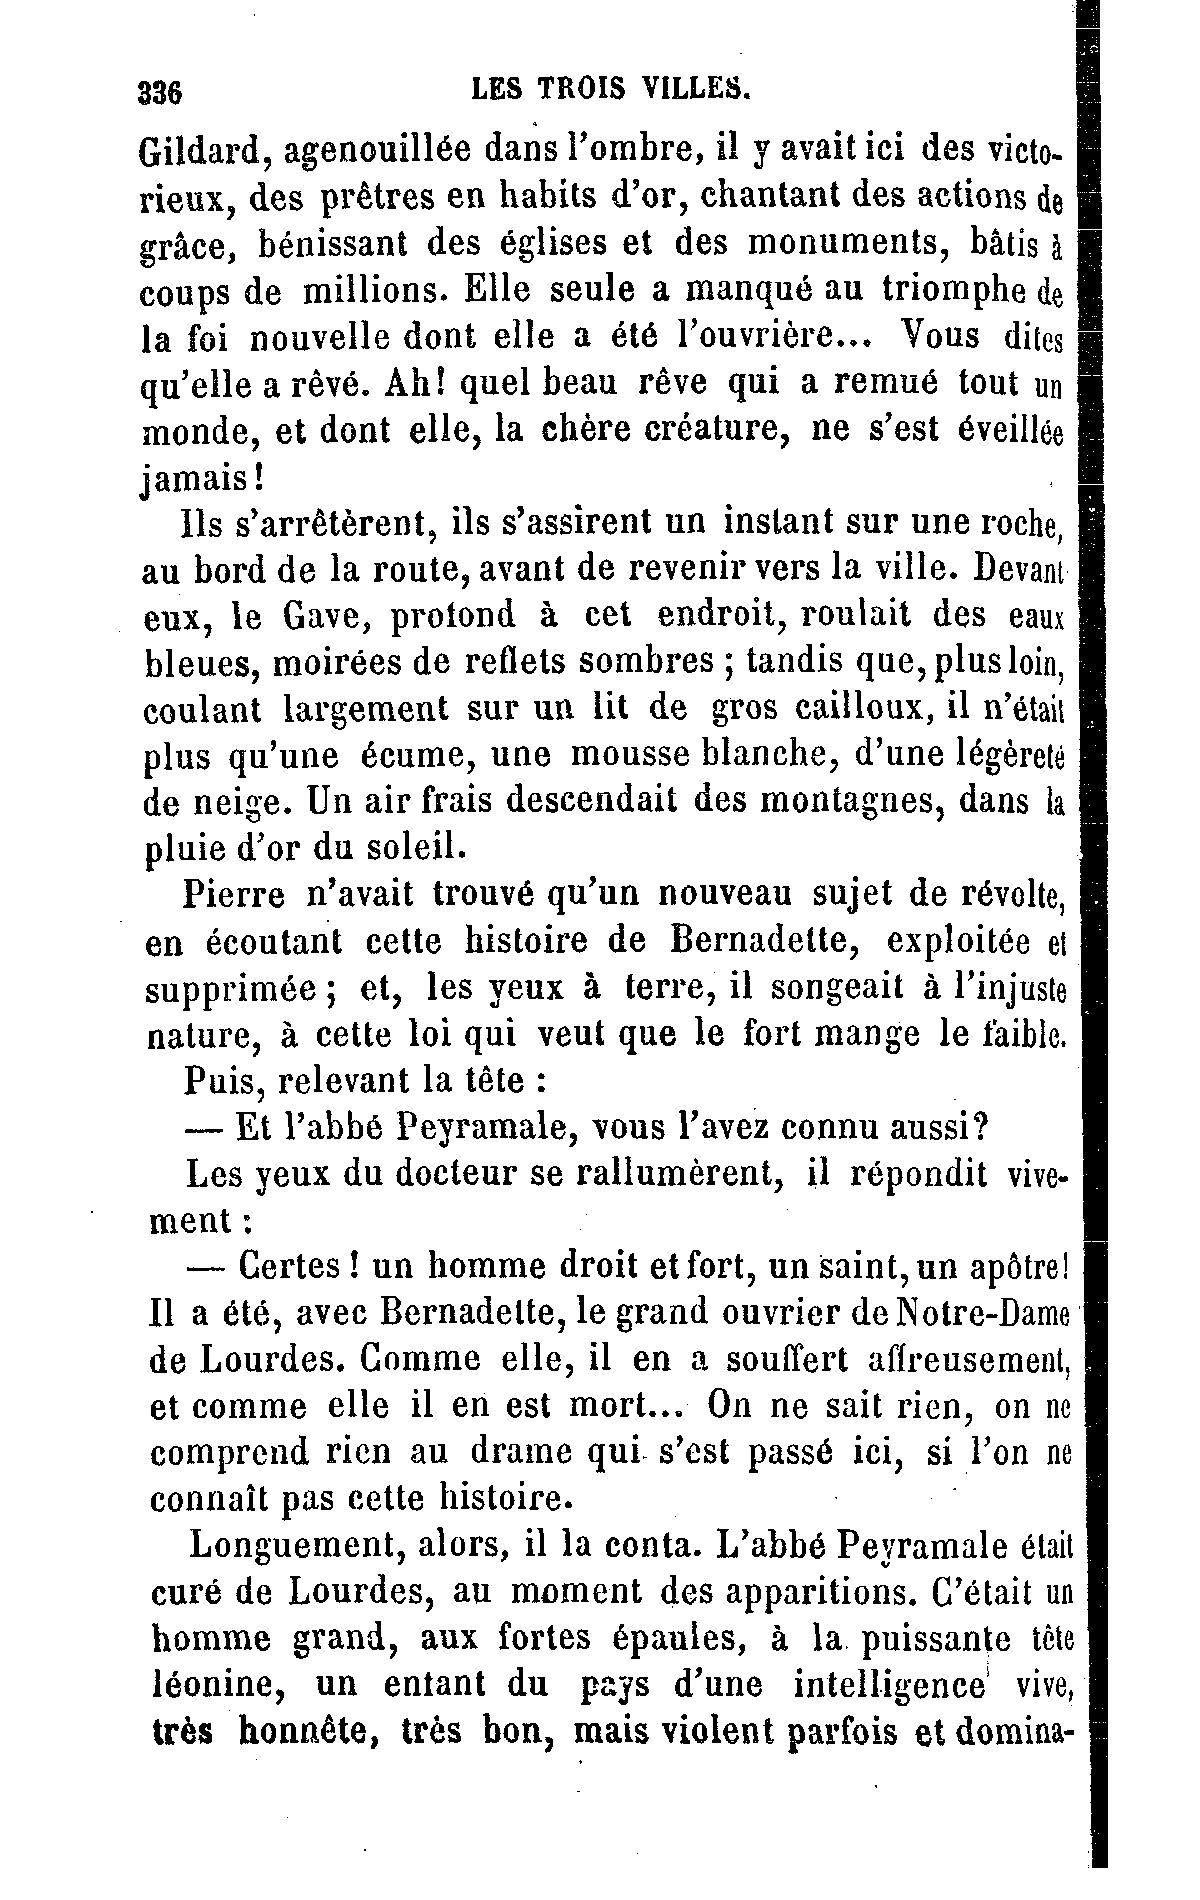 336 LES TROIS VILLES.
Gildard, agenouillée dans l'ombre, il y avait ici des victo-
rieux, des prêtres en habits d'or, chantant des actions de
grâce, bénissant des églises et des monuments, bâtis à
coups de millions. Elle seule a manqué au triomphe de
la foi nouvelle dont elle a été l'ouvrière... Vous dites
qu'elle a rêvé. Ah! quel beau rêve qui a remué tout un
monde, et dont elle, la chère créature, ne s'est éveillée
jamais!
Ils s'arrêtèrent, ils s'assirent un instant sur une roche,
au bord de la route, avant de revenir vers la ville. Devant
eux, le Gave, profond à cet endroit, roulait des eaux
bleues, moirées de reflets sombres ; tandis que, plus loin,
coulant largement sur un lit de gros cailloux, il n'était
plus qu'une écume, une mousse blanche, d'une légèreté
de neige. Un air frais descendait des montagnes, dans la
pluie d'or du soleil.
Pierre n'avait trouvé qu'un nouveau sujet de révolte,
en écoutant cette histoire de Bernadette, exploitée et
supprimée ; et, les yeux à terre, il songeait à l'injuste
nature, à cette loi qui veut que le fort mange le faible.
Puis, relevant la tête :
— Et l'abbé Peyramale, vous l'avez connu aussi?
Les yeux du docteur se rallumèrent, il répondit vive-
ment :
— Certes ! un homme droit et fort, un saint, un apôtre!
Il a été, avec Bernadette, le grand ouvrier de Notre-Dame
de Lourdes. Comme elle, il en a souffert affreusement,
et comme elle il en est mort... On ne sait rien, on ne
comprend rien au drame qui s'est passé ici, si l'on ne
connaît pas cette histoire.
Longuement, alors, il la conta. L'abbé Peyramale était
curé de Lourdes, au moment des apparitions. C'était un
homme grand, aux fortes épaules, à la puissante tête
léonine, un enfant du pays d'une intelligence vive,
très honnête, très bon, mais violent parfois et domina-